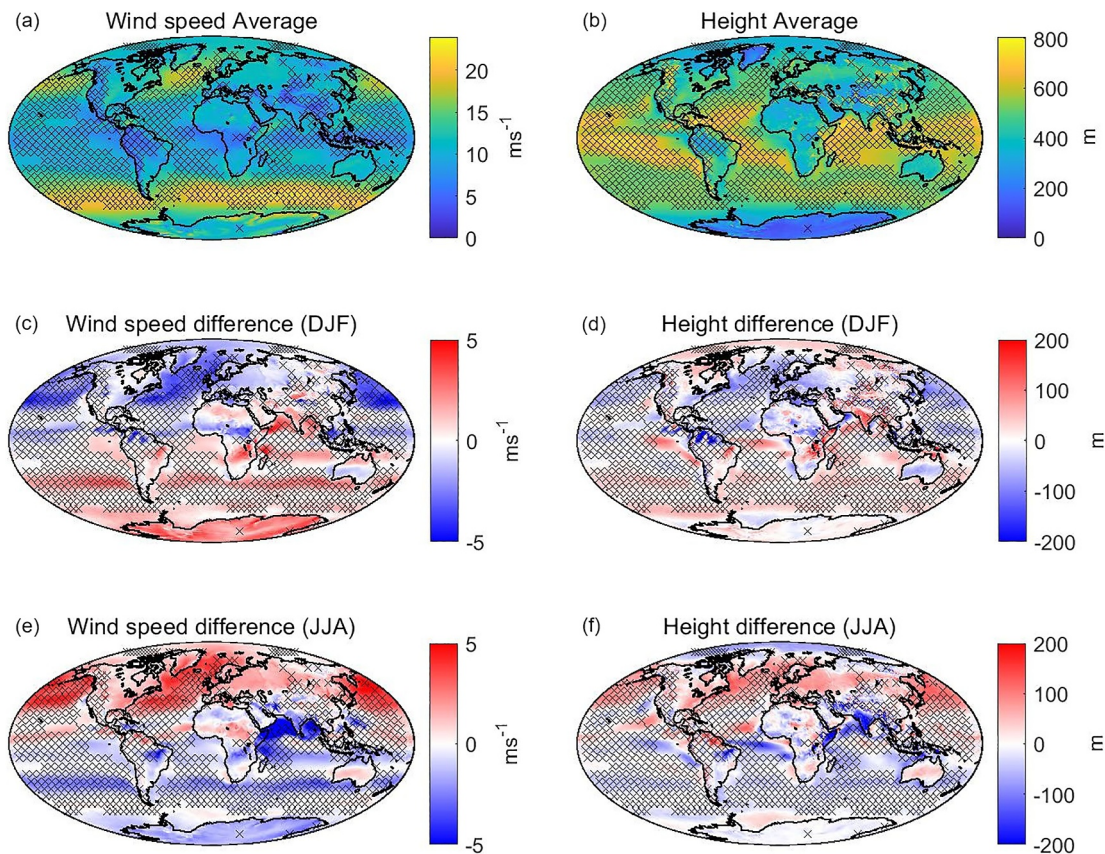 (a) Wind speed Average
20
15
10
5
0
ms-1
(b) Height Average
800
600
400
200
0
m
(c) Wind speed difference (DJF)
5
0
-5
ms-1
(d) Height difference (DJF)
200
100
0
-100
-200
m
(e) Wind speed difference (JJA)
5
0
-5
ms-1
(f) Height difference (JJA)
200
100
0
-100
-200
m